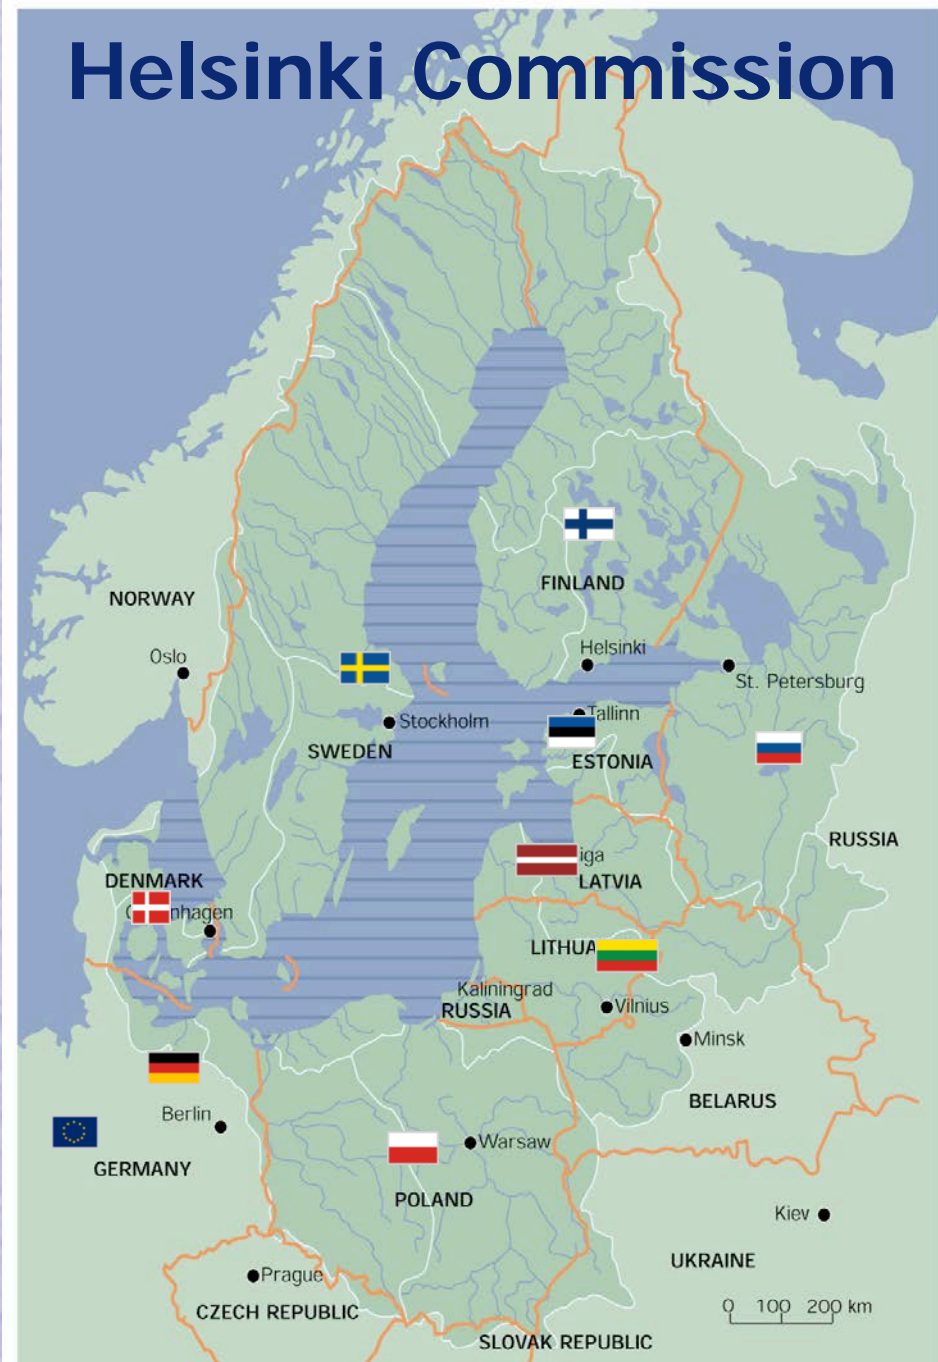 Helsinki Commission
NORWAY
FINLAND
Oslo
Helsinki
St. Petersburg
Stockholm
Tallinn
SWEDEN
ESTONIA
RUSSIA
iga
DENMARK
LATVIA
nhagen
LITHUA
Kaliningrad
RUSSIA
Vilnius
Minsk
BELARUS
Berlin
Warsaw
GERMANY
POLAND
Kiev
UKRAINE
Prague
CZECH REPUBLIC
0 100 200 km
SLOVAK REPUBLIC